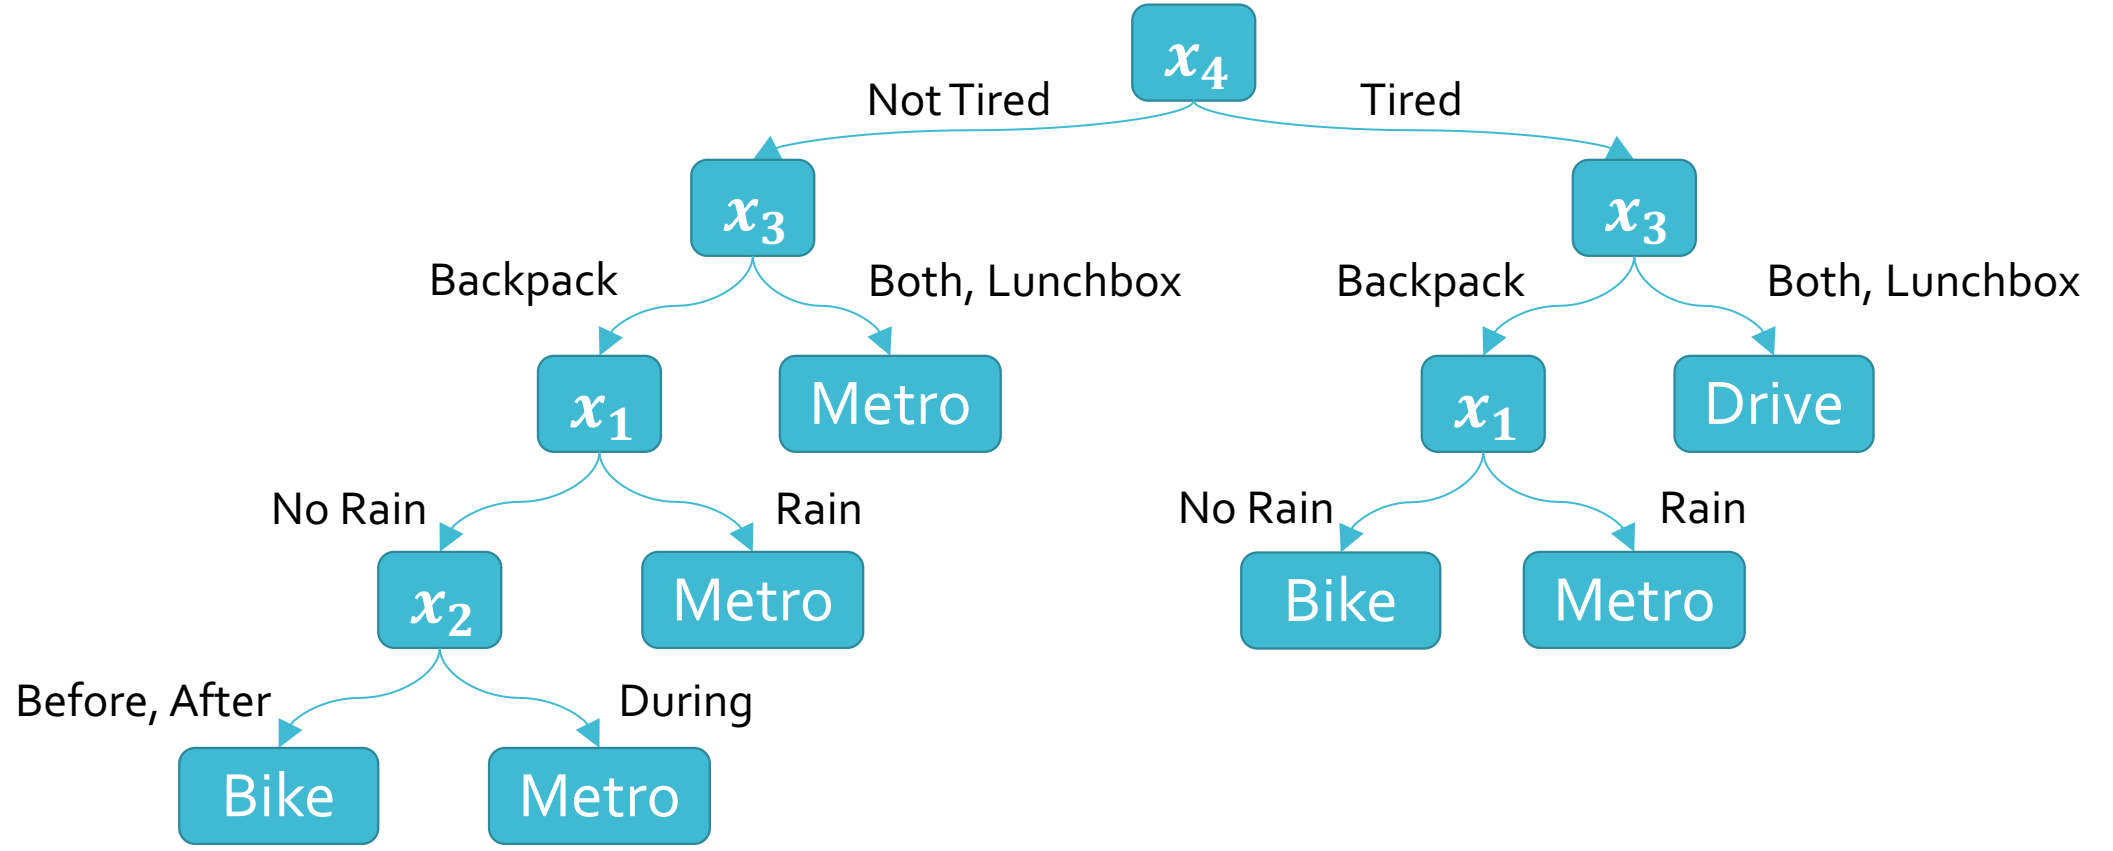 x₄
Not Tired
Tired
x₃
x₃
Backpack
Both, Lunchbox
Backpack
Both, Lunchbox
x₁
Metro
x₁
Drive
No Rain
Rain
No Rain
Rain
x₂
Metro
Bike
Metro
Before, After
During
Bike
Metro